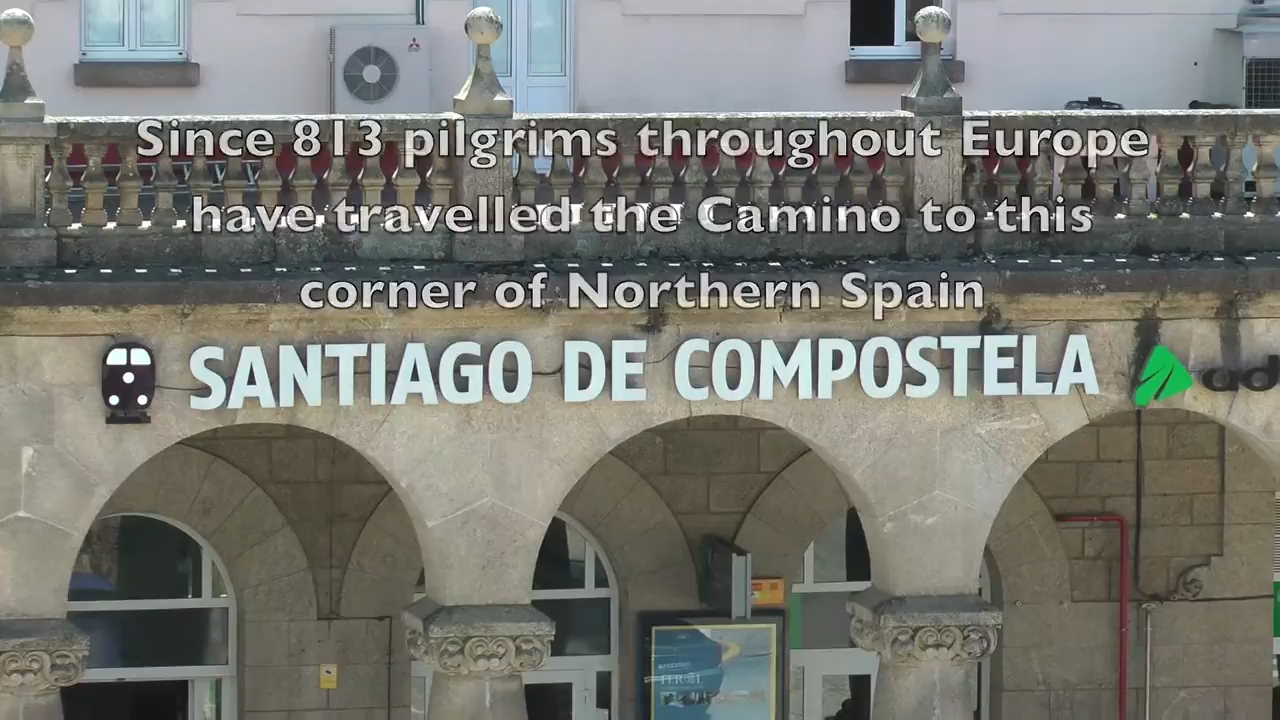 Since 813 pilgrims throughout Europe
have travelled the Camino to this
corner of Northern Spain
SANTIAGO DE COMPOSTELA
ad